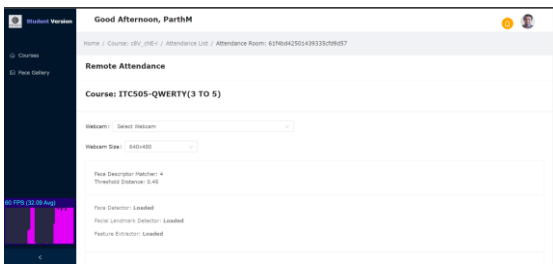 Student Version
Good Afternoon, ParthM
Courses
Face Gallery
Home / Course: cBV_chE-r / Attendance List / Attendance Room:
Remote Attendance
Course: ITC505-QWERTY(3 TO 5)
Webcam: Select Webcam
Webcam Size: 640x480
Face Descriptor Matcher: 4
Threshold Distance: 0.45
Face Detector: Loaded
Facial Landmark Detector: Loaded
Feature Extractor: Loaded
60 FPS (32.09 Avg)